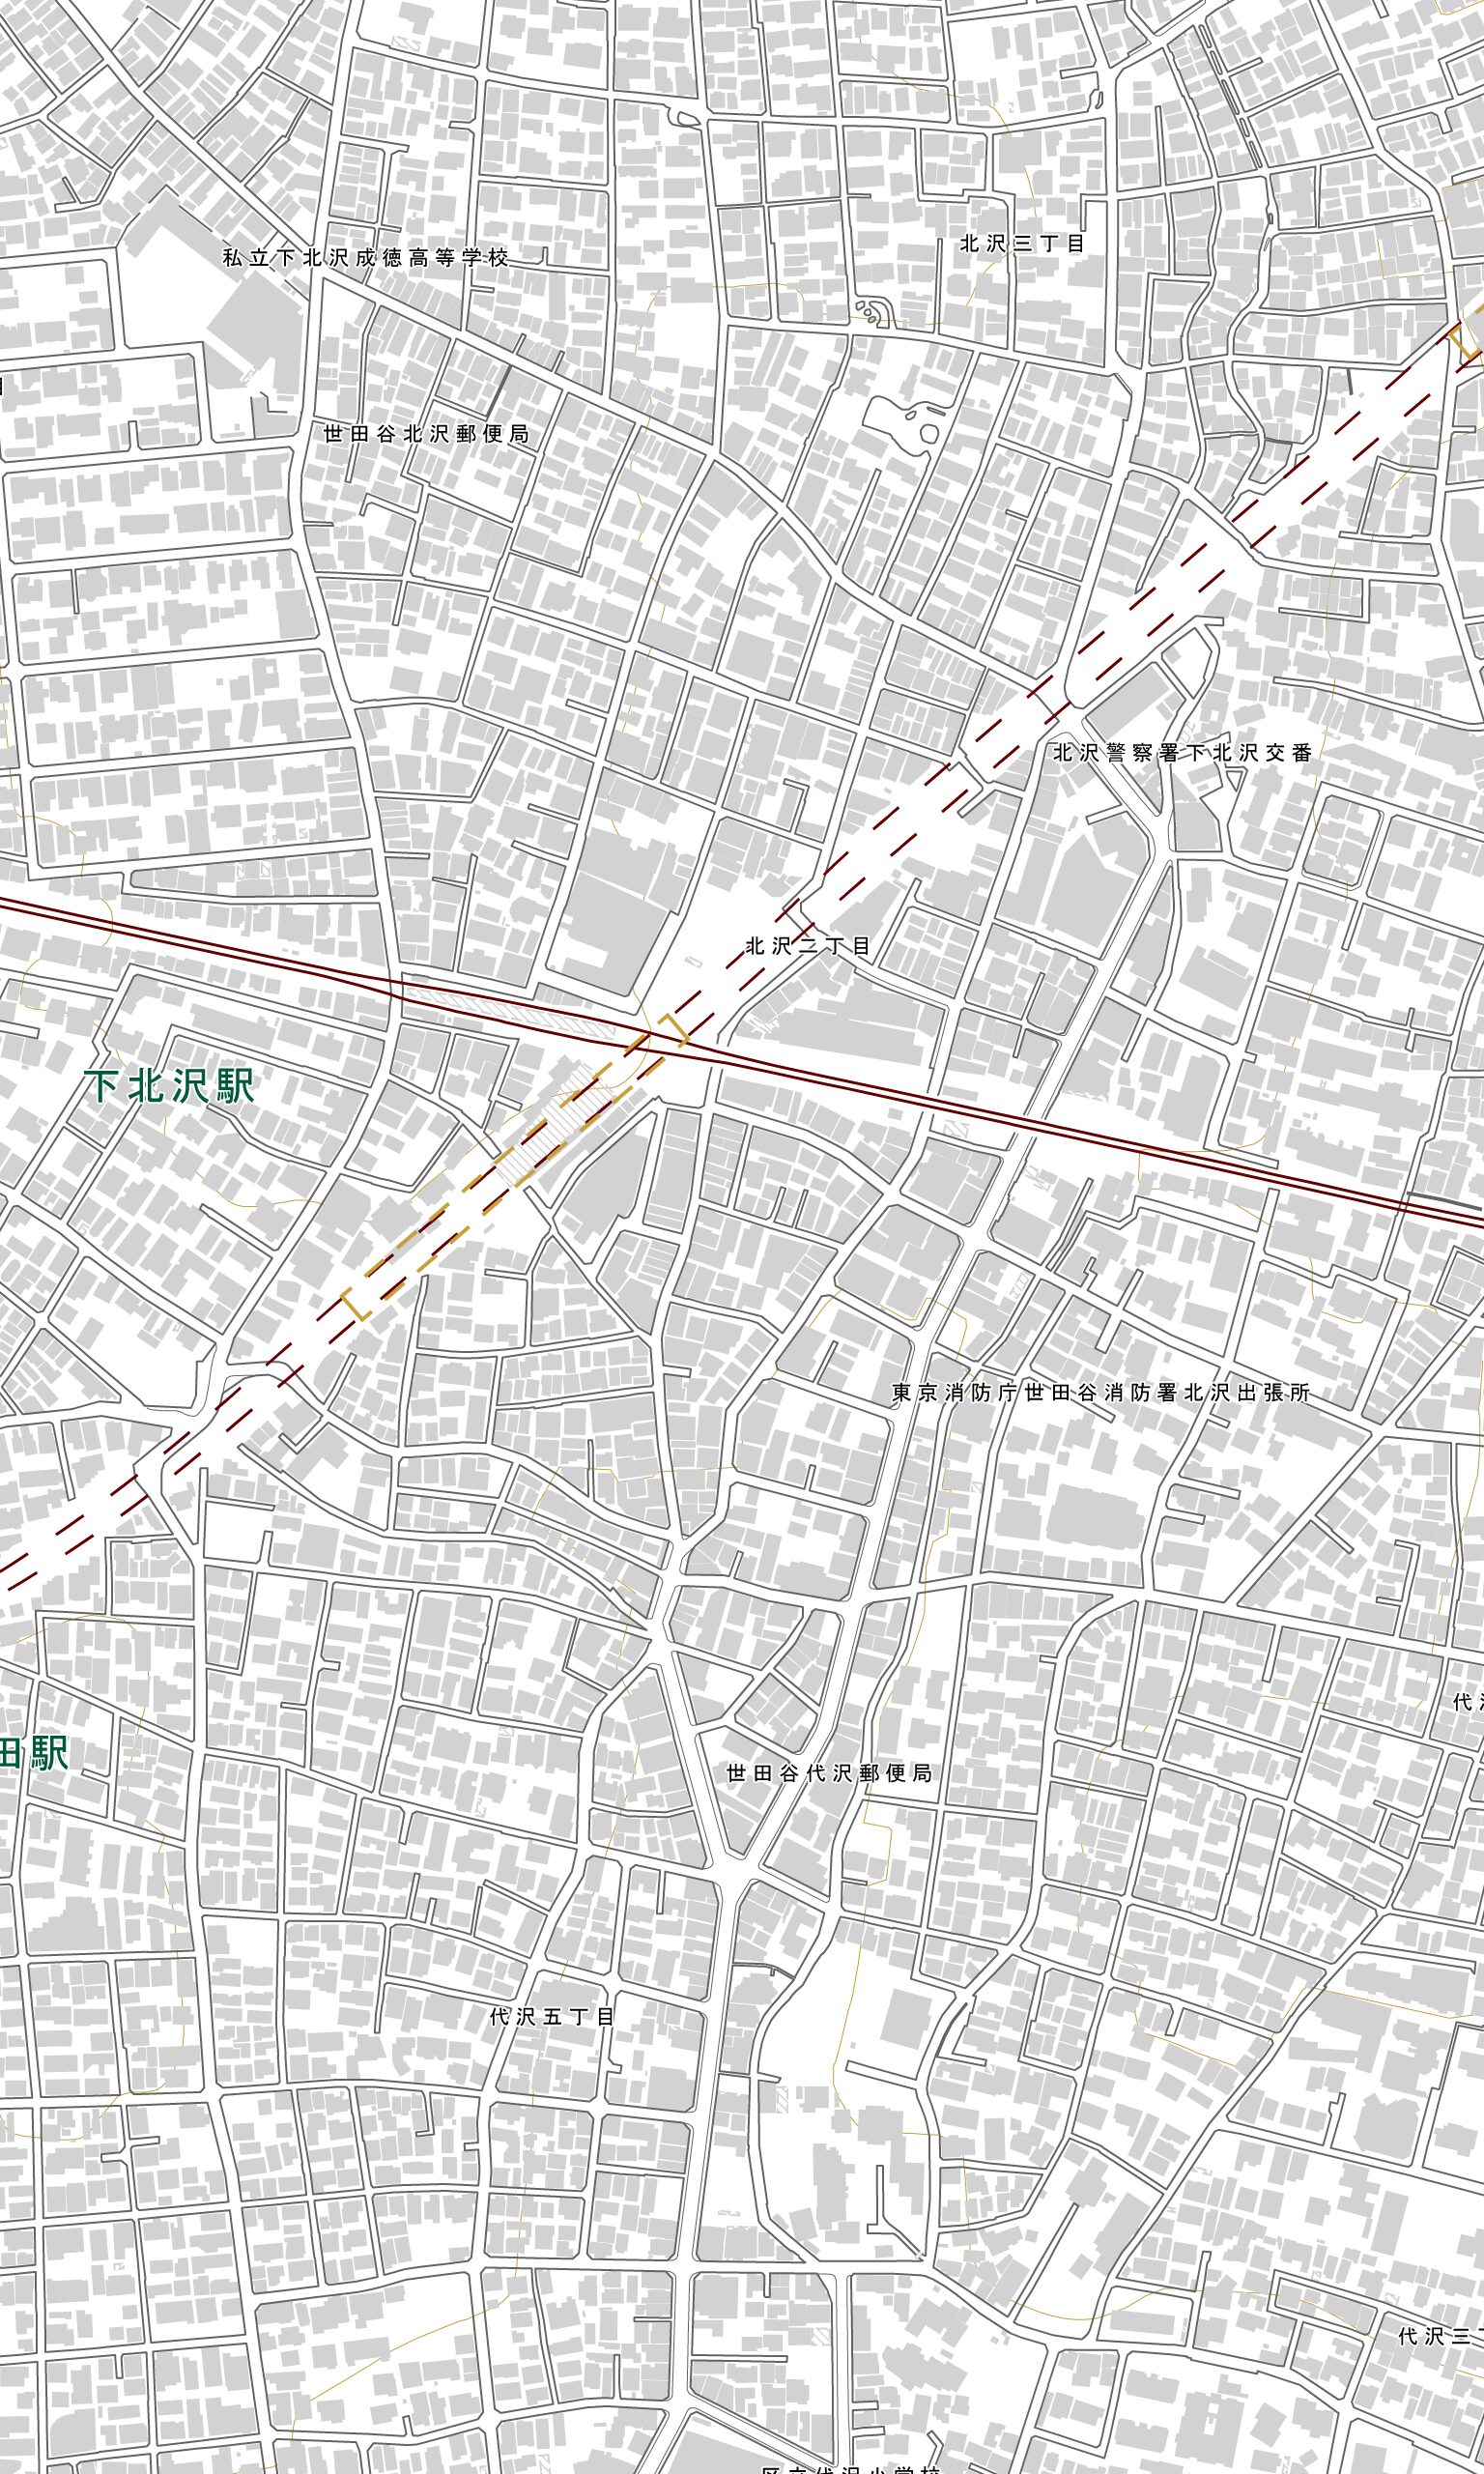 北沢三丁目
私立下北沢成徳高等学校
世田谷北沢郵便局
北沢警察署下北沢交番
北沢二丁目
下北沢駅
東京消防庁世田谷消防署北沢出張所
田駅
世田谷代沢郵便局
代沢五丁目
代沢三